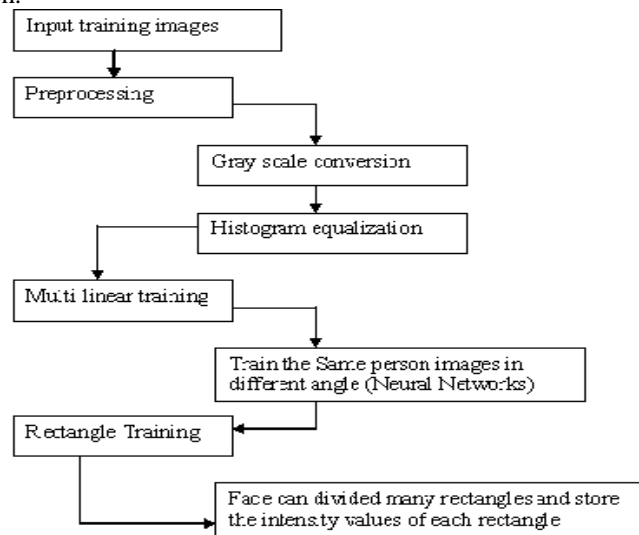 n.
Input training images
Preprocessing
Gray scale conversion
Histogram equalization
Multi linear training
Train the Same person images in
different angle (Neural Networks)
Rectangle Training
Face can divided many rectangles and store
the intensity values of each rectangle